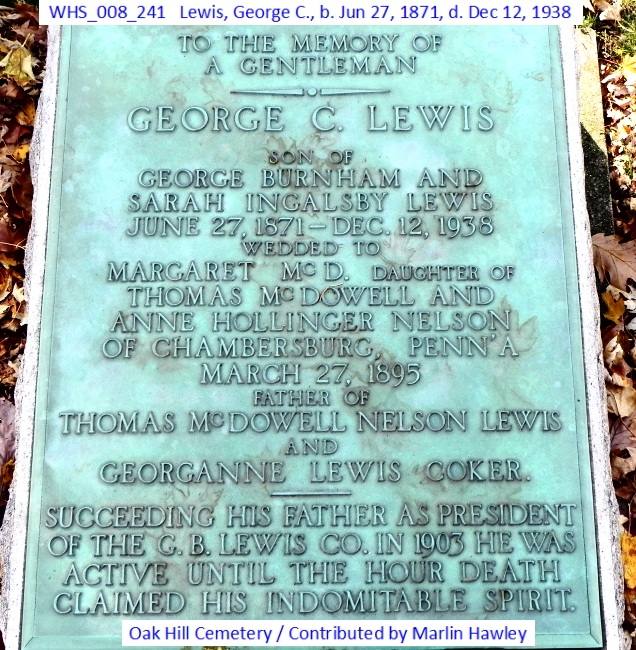 WHS_008_241 Lewis, George C., b. Jun 27, 1871, d. Dec 12, 1938
TO THE MEMORY OF
A GENTLEMAN
GEORGE C. LEWIS
SON OF
GEORGE BURNHAM AND
SARAH INGALSBY LEWIS
JUNE 27, 1871–DEC. 12, 1938
WEDDED TO
MARGARET McD. DAUGHTER OF
THOMAS McDOWELL AND
ANNE HOLLINGER NELSON
OF CHAMBERSBURG, PENN'A
MARCH 27, 1895
FATHER OF
THOMAS McDOWELL NELSON LEWIS
AND
GEORGANNE LEWIS COKER.
SUCCEEDING HIS FATHER AS PRESIDENT
OF THE G. B. LEWIS CO. IN 1903 HE WAS
ACTIVE UNTIL THE HOUR DEATH
CLAIMED HIS INDOMITABLE SPIRIT.
Oak Hill Cemetery / Contributed by Marlin Hawley